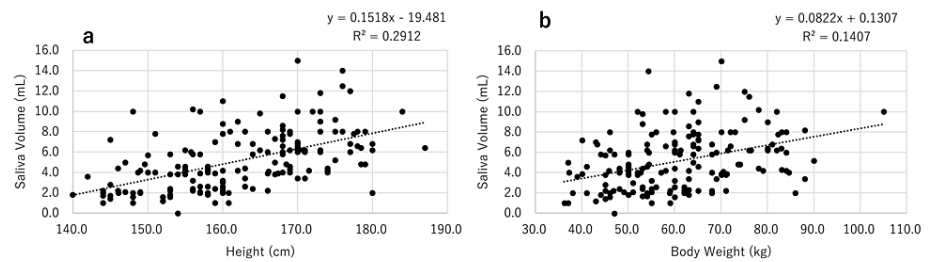 a
y = 0.1518x - 19.481
R² = 0.2912
Saliva Volume (mL)
16.0
14.0
12.0
10.0
8.0
6.0
4.0
2.0
0.0
140.0 150.0 160.0 170.0 180.0 190.0
Height (cm)
b
y = 0.0822x + 0.1307
R² = 0.1407
Saliva Volume (mL)
16.0
14.0
12.0
10.0
8.0
6.0
4.0
2.0
0.0
30.0 40.0 50.0 60.0 70.0 80.0 90.0 100.0 110.0
Body Weight (kg)